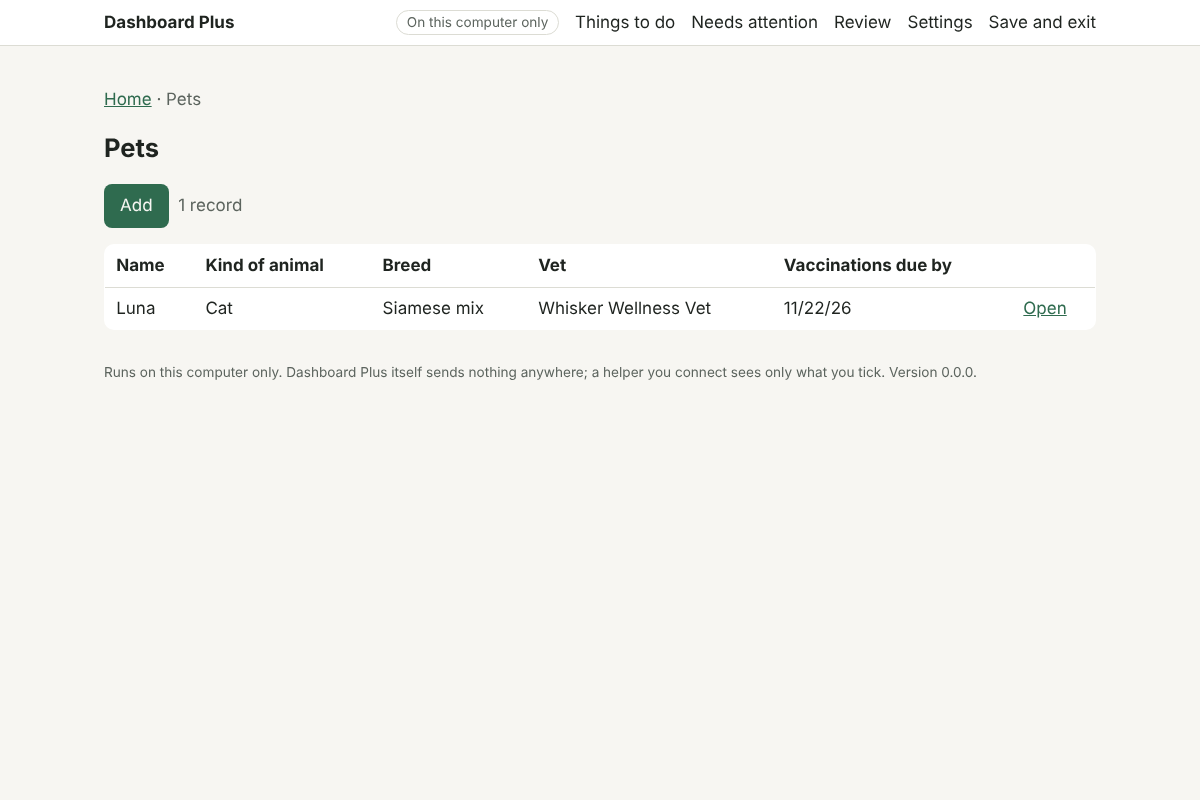 Dashboard Plus
On this computer only Things to do Needs attention Review Settings Save and exit
Home · Pets
Pets
Add 1 record
Name Kind of animal Breed Vet Vaccinations due by
Luna Cat Siamese mix Whisker Wellness Vet 11/22/26 Open
Runs on this computer only. Dashboard Plus itself sends nothing anywhere; a helper you connect sees only what you tick. Version 0.0.0.